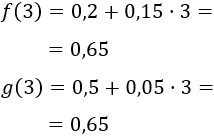 f(3) = 0,2 + 0,15 · 3 =
= 0,65
g(3) = 0,5 + 0,05 · 3 =
= 0,65